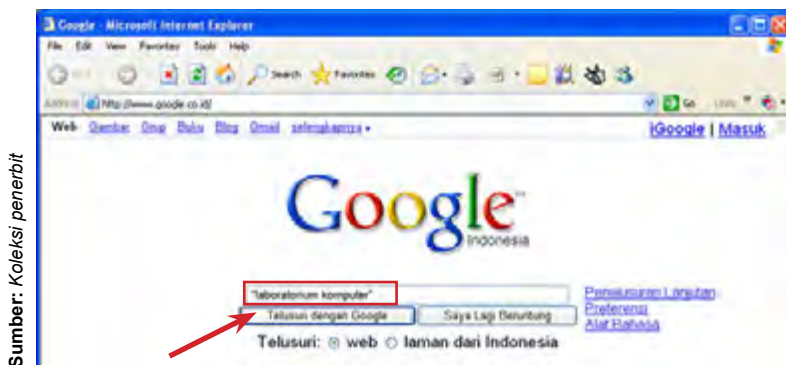 Google - Microsoft Internet Explorer
File Edit View Favorites Tools Help
Search Favorites
Address http://www.google.co.id/ Go Links
Web Gambar Grup Buku Blog Gmail selengkapnya
iGoogle | Masuk
Google™
Indonesia
"laboratorium komputer"
Penelusuran Lanjutan
Telusuri dengan Google Saya Lagi Beruntung
Preferensi
Alat Bahasa
Telusuri: web laman dari Indonesia
Sumber: Koleksi penerbit